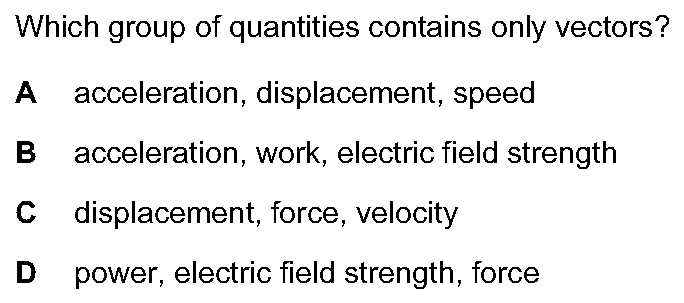 Which group of quantities contains only vectors?
A acceleration, displacement, speed
B acceleration, work, electric field strength
C displacement, force, velocity
D power, electric field strength, force